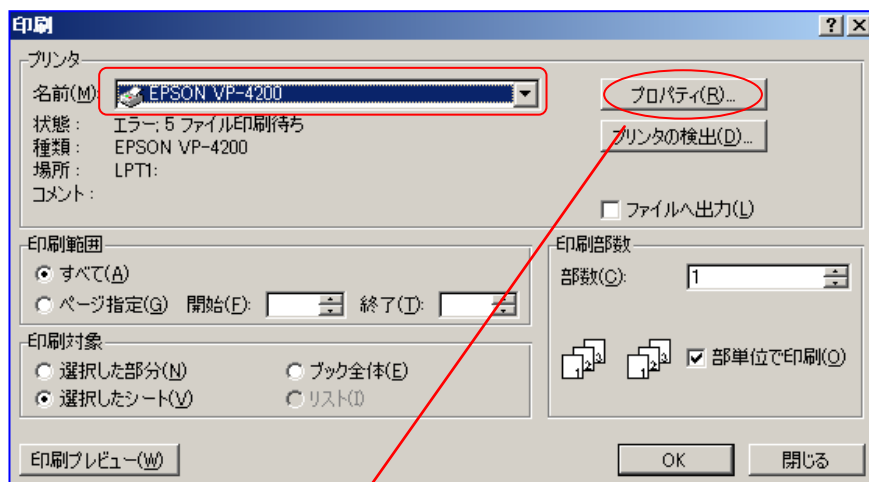 印刷
プリンタ
名前(M): EPSON VP-4200 プロパティ(R)...
状態： エラー; 5 ファイル印刷待ち プリンタの検出(D)...
種類： EPSON VP-4200
場所： LPT1:
コメント：
ファイルへ出力(L)
印刷範囲
すべて(A)
ページ指定(G) 開始(F): 終了(T):
印刷部数
部数(C): 1
1 2 3 1 2 3 部単位で印刷(O)
印刷対象
選択した部分(N) ブック全体(E)
選択したシート(V) リスト(I)
印刷プレビュー(W) OK 閉じる